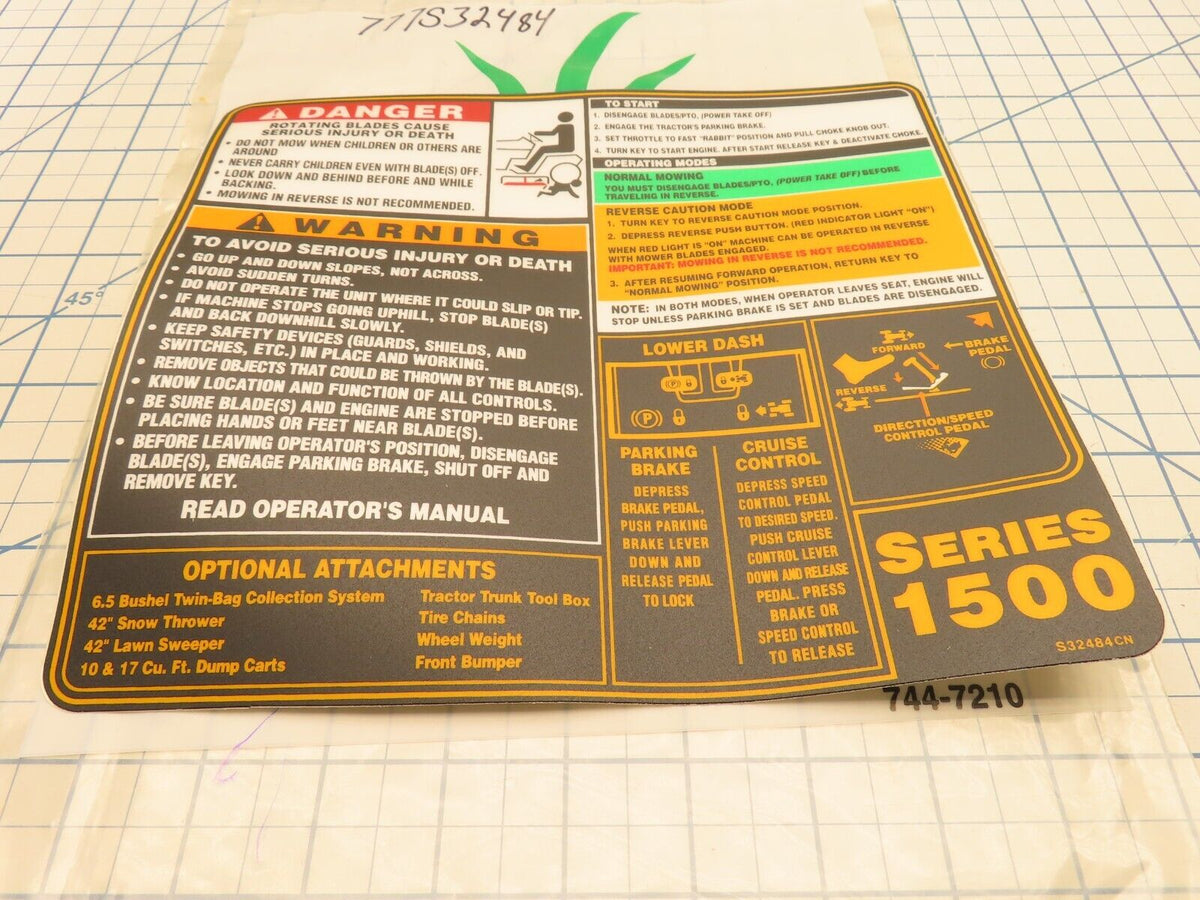 777S32484
DANGER
ROTATING BLADES CAUSE
SERIOUS INJURY OR DEATH
• DO NOT MOW WHEN CHILDREN OR OTHERS ARE
AROUND
• NEVER CARRY CHILDREN EVEN WITH BLADE(S) OFF.
• LOOK DOWN AND BEHIND BEFORE AND WHILE
BACKING.
• MOWING IN REVERSE IS NOT RECOMMENDED.
WARNING
TO AVOID SERIOUS INJURY OR DEATH
• GO UP AND DOWN SLOPES, NOT ACROSS.
• AVOID SUDDEN TURNS.
• DO NOT OPERATE THE UNIT WHERE IT COULD SLIP OR TIP.
• IF MACHINE STOPS GOING UPHILL, STOP BLADE(S)
AND BACK DOWNHILL SLOWLY.
• KEEP SAFETY DEVICES (GUARDS, SHIELDS, AND
SWITCHES, ETC.) IN PLACE AND WORKING.
• REMOVE OBJECTS THAT COULD BE THROWN BY THE BLADE(S).
• KNOW LOCATION AND FUNCTION OF ALL CONTROLS.
• BE SURE BLADE(S) AND ENGINE ARE STOPPED BEFORE
PLACING HANDS OR FEET NEAR BLADE(S).
• BEFORE LEAVING OPERATOR'S POSITION, DISENGAGE
BLADE(S), ENGAGE PARKING BRAKE, SHUT OFF AND
REMOVE KEY.
READ OPERATOR'S MANUAL
OPTIONAL ATTACHMENTS
6.5 Bushel Twin-Bag Collection System
42" Snow Thrower
42" Lawn Sweeper
10 & 17 Cu. Ft. Dump Carts
Tractor Trunk Tool Box
Tire Chains
Wheel Weight
Front Bumper
TO START
1. DISENGAGE BLADES/PTO, (POWER TAKE OFF)
2. ENGAGE THE TRACTOR'S PARKING BRAKE.
3. SET THROTTLE TO FAST "RABBIT" POSITION AND PULL CHOKE KNOB OUT.
4. TURN KEY TO START ENGINE. AFTER START RELEASE KEY & DEACTIVATE CHOKE.
OPERATING MODES
NORMAL MOWING
YOU MUST DISENGAGE BLADES/PTO, (POWER TAKE OFF) BEFORE
TRAVELING IN REVERSE.
REVERSE CAUTION MODE
1. TURN KEY TO REVERSE CAUTION MODE POSITION.
2. DEPRESS REVERSE PUSH BUTTON. (RED INDICATOR LIGHT "ON")
WHEN RED LIGHT IS "ON" MACHINE CAN BE OPERATED IN REVERSE
WITH MOWER BLADES ENGAGED.
IMPORTANT: MOWING IN REVERSE IS NOT RECOMMENDED.
3. AFTER RESUMING FORWARD OPERATION, RETURN KEY TO
"NORMAL MOWING" POSITION.
NOTE: IN BOTH MODES, WHEN OPERATOR LEAVES SEAT, ENGINE WILL
STOP UNLESS PARKING BRAKE IS SET AND BLADES ARE DISENGAGED.
LOWER DASH
(P)
(P)
PARKING
BRAKE
DEPRESS
BRAKE PEDAL,
PUSH PARKING
BRAKE LEVER
DOWN AND
RELEASE PEDAL
TO LOCK
CRUISE
CONTROL
DEPRESS SPEED
CONTROL PEDAL
TO DESIRED SPEED.
PUSH CRUISE
CONTROL LEVER
DOWN AND RELEASE
PEDAL. PRESS
BRAKE OR
SPEED CONTROL
TO RELEASE
FORWARD
BRAKE
PEDAL
REVERSE
DIRECTION/SPEED
CONTROL PEDAL
SERIES
1500
S32484CN
744-7210
45°